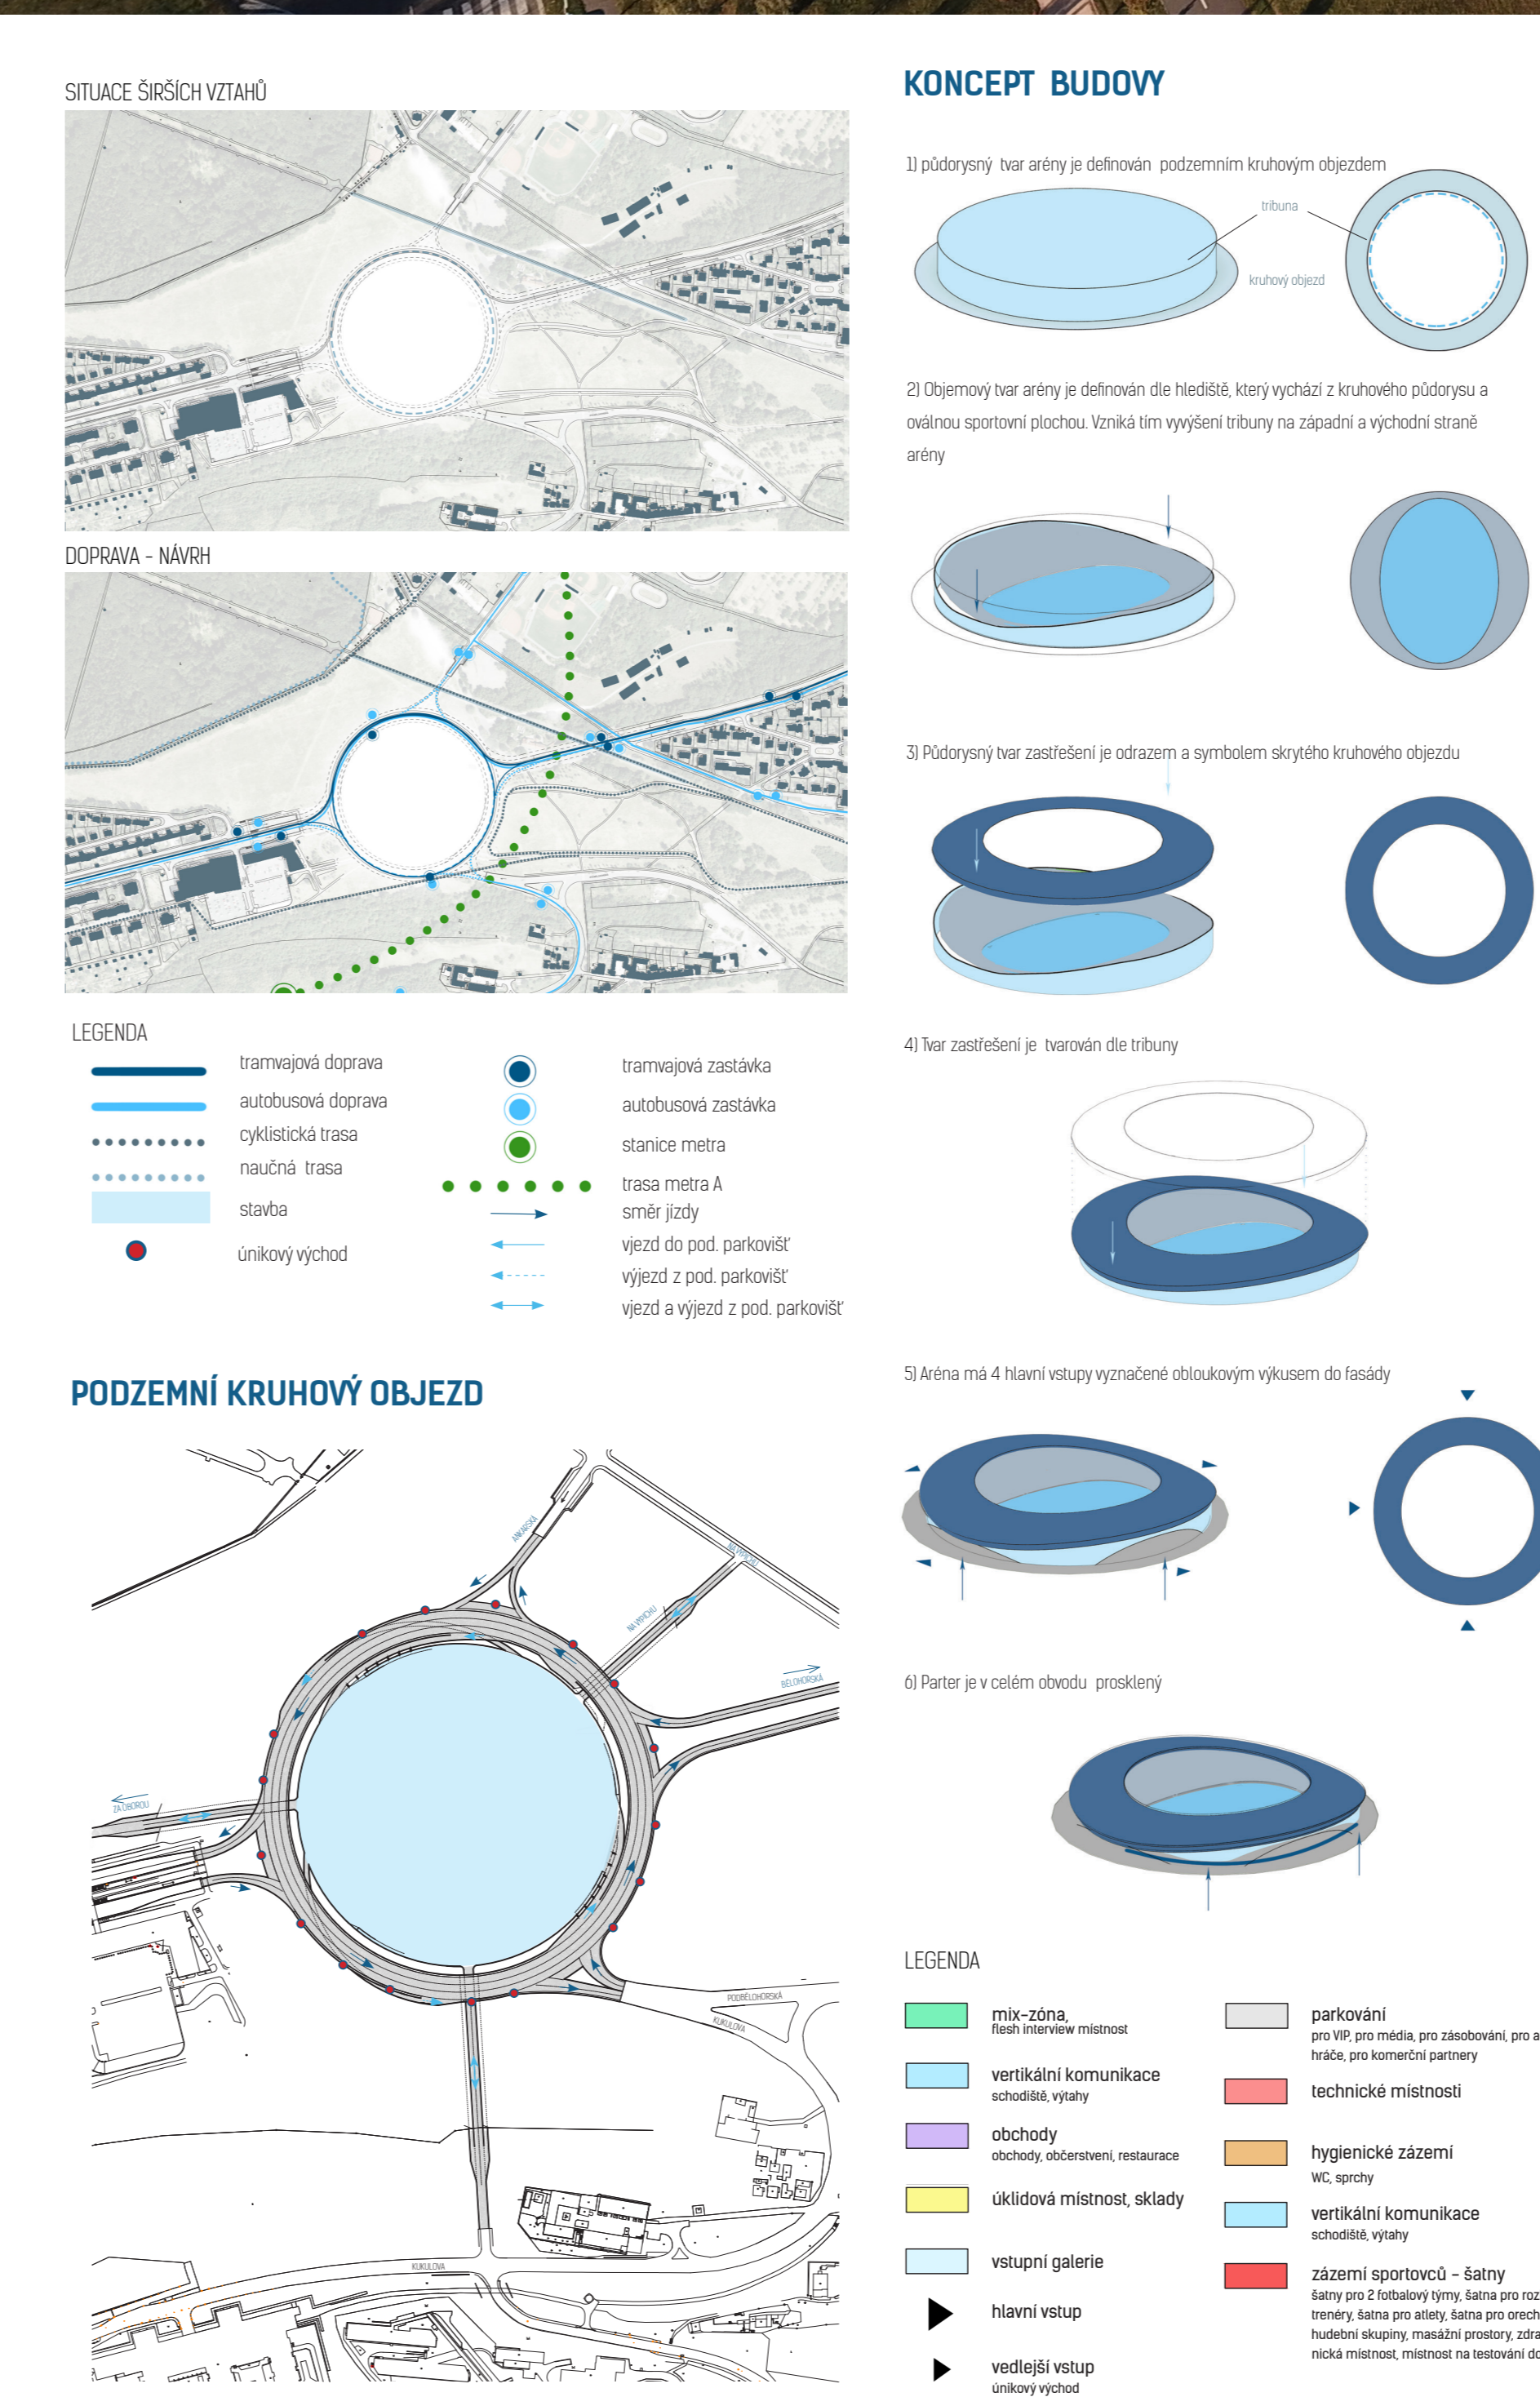 SITUACE ŠIRŠÍCH VZTAHŮ
DOPRAVA - NÁVRH
LEGENDA
tramvajová doprava
autobusová doprava
cyklistická trasa
naučná trasa
stavba
únikový východ
tramvajová zastávka
autobusová zastávka
stanice metra
trasa metra A
směr jízdy
vjezd do pod. parkovišť
výjezd z pod. parkovišť
vjezd a výjezd z pod. parkovišť
PODZEMNÍ KRUHOVÝ OBJEZD
ANKARSKÁ
NA VYPICHU
NA VYPICHU
BĚLOHORSKÁ
ZA OBOROU
PODBĚLOHORSKÁ
KUKULOVA
KUKULOVA
KONCEPT BUDOVY
1) půdorysný tvar arény je definován podzemním kruhovým objezdem
tribuna
kruhový objezd
2) Objemový tvar arény je definován dle hlediště, který vychází z kruhového půdorysu a
oválnou sportovní plochou. Vzniká tím vyvýšení tribuny na západní a východní straně
arény
3) Půdorysný tvar zastřešení je odrazem a symbolem skrytého kruhového objezdu
4) Tvar zastřešení je tvarován dle tribuny
5) Aréna má 4 hlavní vstupy vyznačené obloukovým výkusem do fasády
6) Parter je v celém obvodu prosklený
LEGENDA
mix-zóna,
flesh interview místnost
vertikální komunikace
schodiště, výtahy
obchody
obchody, občerstvení, restaurace
úklidová místnost, sklady
vstupní galerie
hlavní vstup
vedlejší vstup
únikový východ
parkování
pro VIP, pro média, pro zásobování, pro a
hráče, pro komerční partnery
technické místnosti
hygienické zázemí
WC, sprchy
vertikální komunikace
schodiště, výtahy
zázemí sportovců - šatny
šatny pro 2 fotbalový týmy, šatna pro roz
trenéry, šatna pro atlety, šatna pro orech
hudební skupiny, masážní prostory, zdra
nická místnost, místnost na testování do